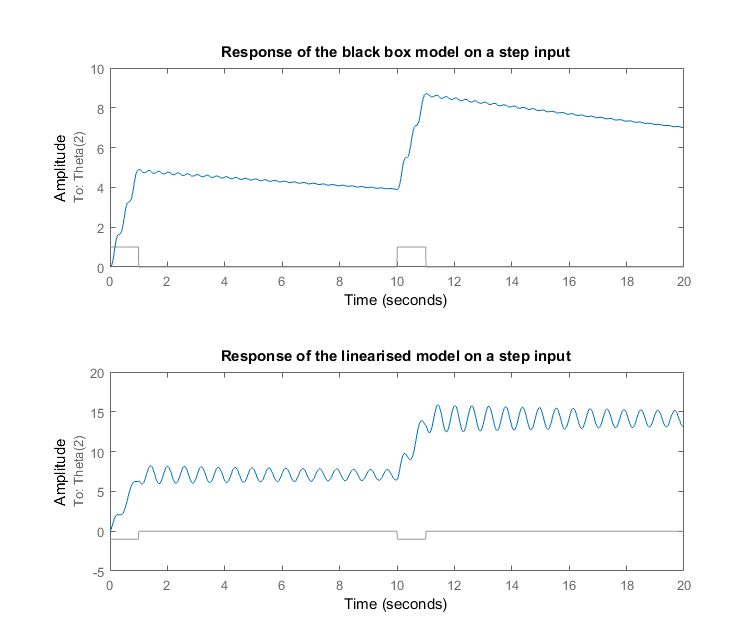 Response of the black box model on a step input
10
8
6
4
2
0
Amplitude
To: Theta(2)
0 2 4 6 8 10 12 14 16 18 20
Time (seconds)
Response of the linearised model on a step input
20
15
10
5
0
-5
Amplitude
To: Theta(2)
0 2 4 6 8 10 12 14 16 18 20
Time (seconds)